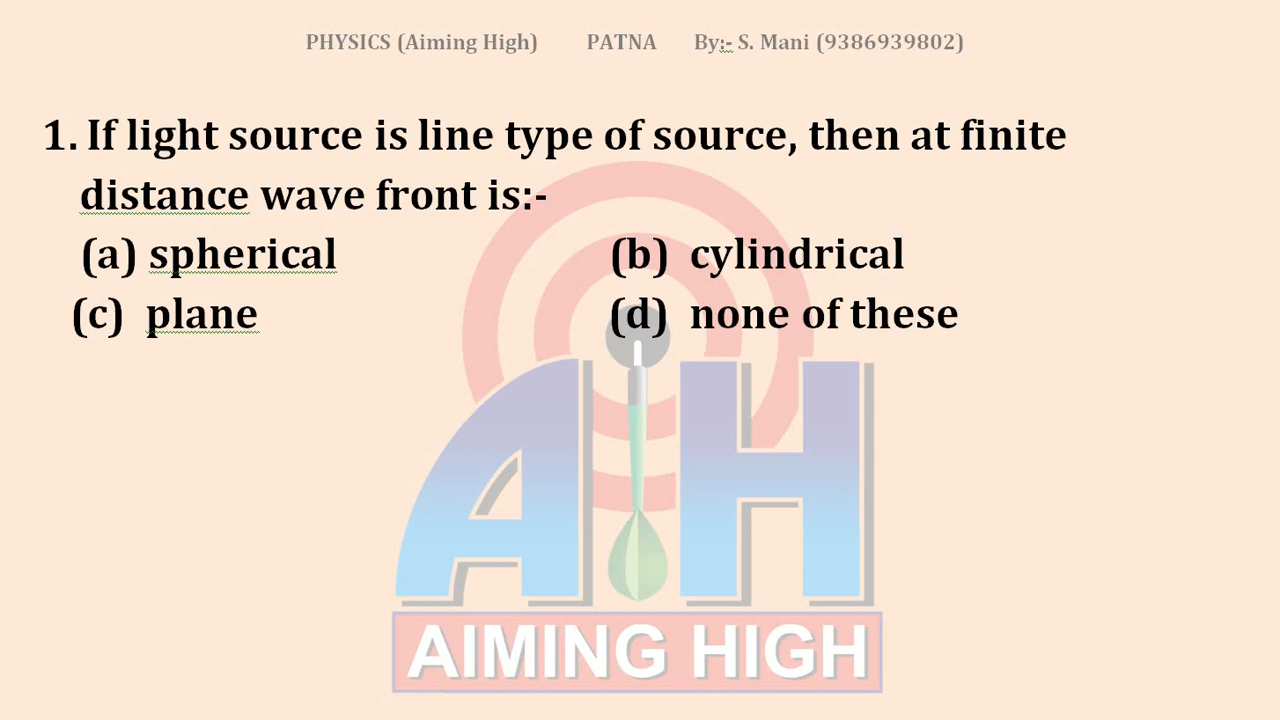 PHYSICS (Aiming High) PATNA By:- S. Mani (9386939802)
1. If light source is line type of source, then at finite
distance wave front is:-
(a) spherical (b) cylindrical
(c) plane (d) none of these
AH
AIMING HIGH